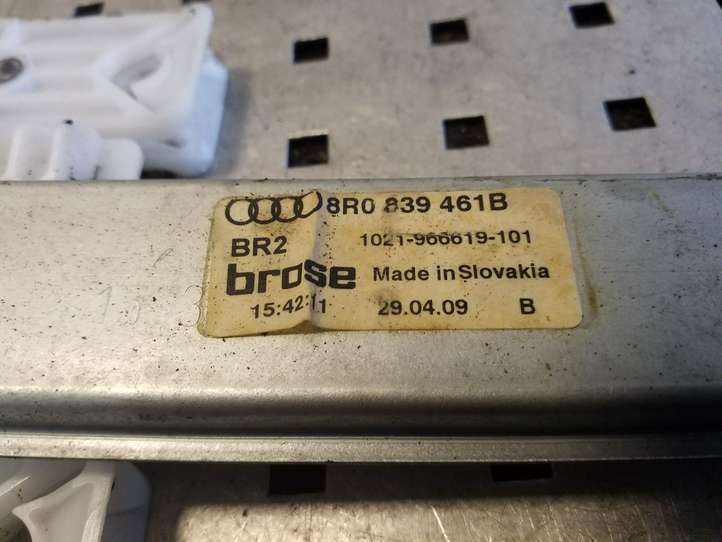 8R0 839 461B
BR2 1021-966619-101
brose Made in Slovakia
15:42:11 29.04.09 B